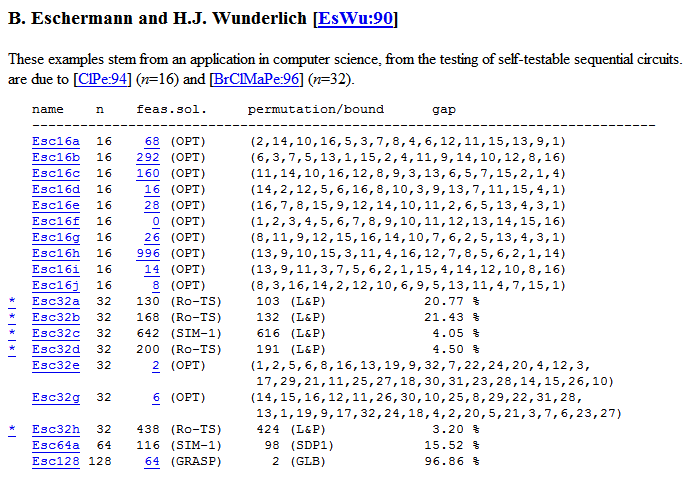 B. Eschermann and H.J. Wunderlich [EsWu:90]
These examples stem from an application in computer science, from the testing of self-testable sequential circuits.
are due to [ClPe:94] (n=16) and [BrClMaPe:96] (n=32).
name n feas.sol. permutation/bound gap
--------------------------------------------------------------------------------
Esc16a 16 68 (OPT) (2,14,10,16,5,3,7,8,4,6,12,11,15,13,9,1)
Esc16b 16 292 (OPT) (6,3,7,5,13,1,15,2,4,11,9,14,10,12,8,16)
Esc16c 16 160 (OPT) (11,14,10,16,12,8,9,3,13,6,5,7,15,2,1,4)
Esc16d 16 16 (OPT) (14,2,12,5,6,16,8,10,3,9,13,7,11,15,4,1)
Esc16e 16 28 (OPT) (16,7,8,15,9,12,14,10,11,2,6,5,13,4,3,1)
Esc16f 16 0 (OPT) (1,2,3,4,5,6,7,8,9,10,11,12,13,14,15,16)
Esc16g 16 26 (OPT) (8,11,9,12,15,16,14,10,7,6,2,5,13,4,3,1)
Esc16h 16 996 (OPT) (13,9,10,15,3,11,4,16,12,7,8,5,6,2,1,14)
Esc16i 16 14 (OPT) (13,9,11,3,7,5,6,2,1,15,4,14,12,10,8,16)
Esc16j 16 8 (OPT) (8,3,16,14,2,12,10,6,9,5,13,11,4,7,15,1)
* Esc32a 32 130 (Ro-TS) 103 (L&P) 20.77 %
* Esc32b 32 168 (Ro-TS) 132 (L&P) 21.43 %
* Esc32c 32 642 (SIM-1) 616 (L&P) 4.05 %
* Esc32d 32 200 (Ro-TS) 191 (L&P) 4.50 %
Esc32e 32 2 (OPT) (1,2,5,6,8,16,13,19,9,32,7,22,24,20,4,12,3,
17,29,21,11,25,27,18,30,31,23,28,14,15,26,10)
Esc32g 32 6 (OPT) (14,15,16,12,11,26,30,10,25,8,29,22,31,28,
13,1,19,9,17,32,24,18,4,2,20,5,21,3,7,6,23,27)
* Esc32h 32 438 (Ro-TS) 424 (L&P) 3.20 %
Esc64a 64 116 (SIM-1) 98 (SDP1) 15.52 %
Esc128 128 64 (GRASP) 2 (GLB) 96.86 %